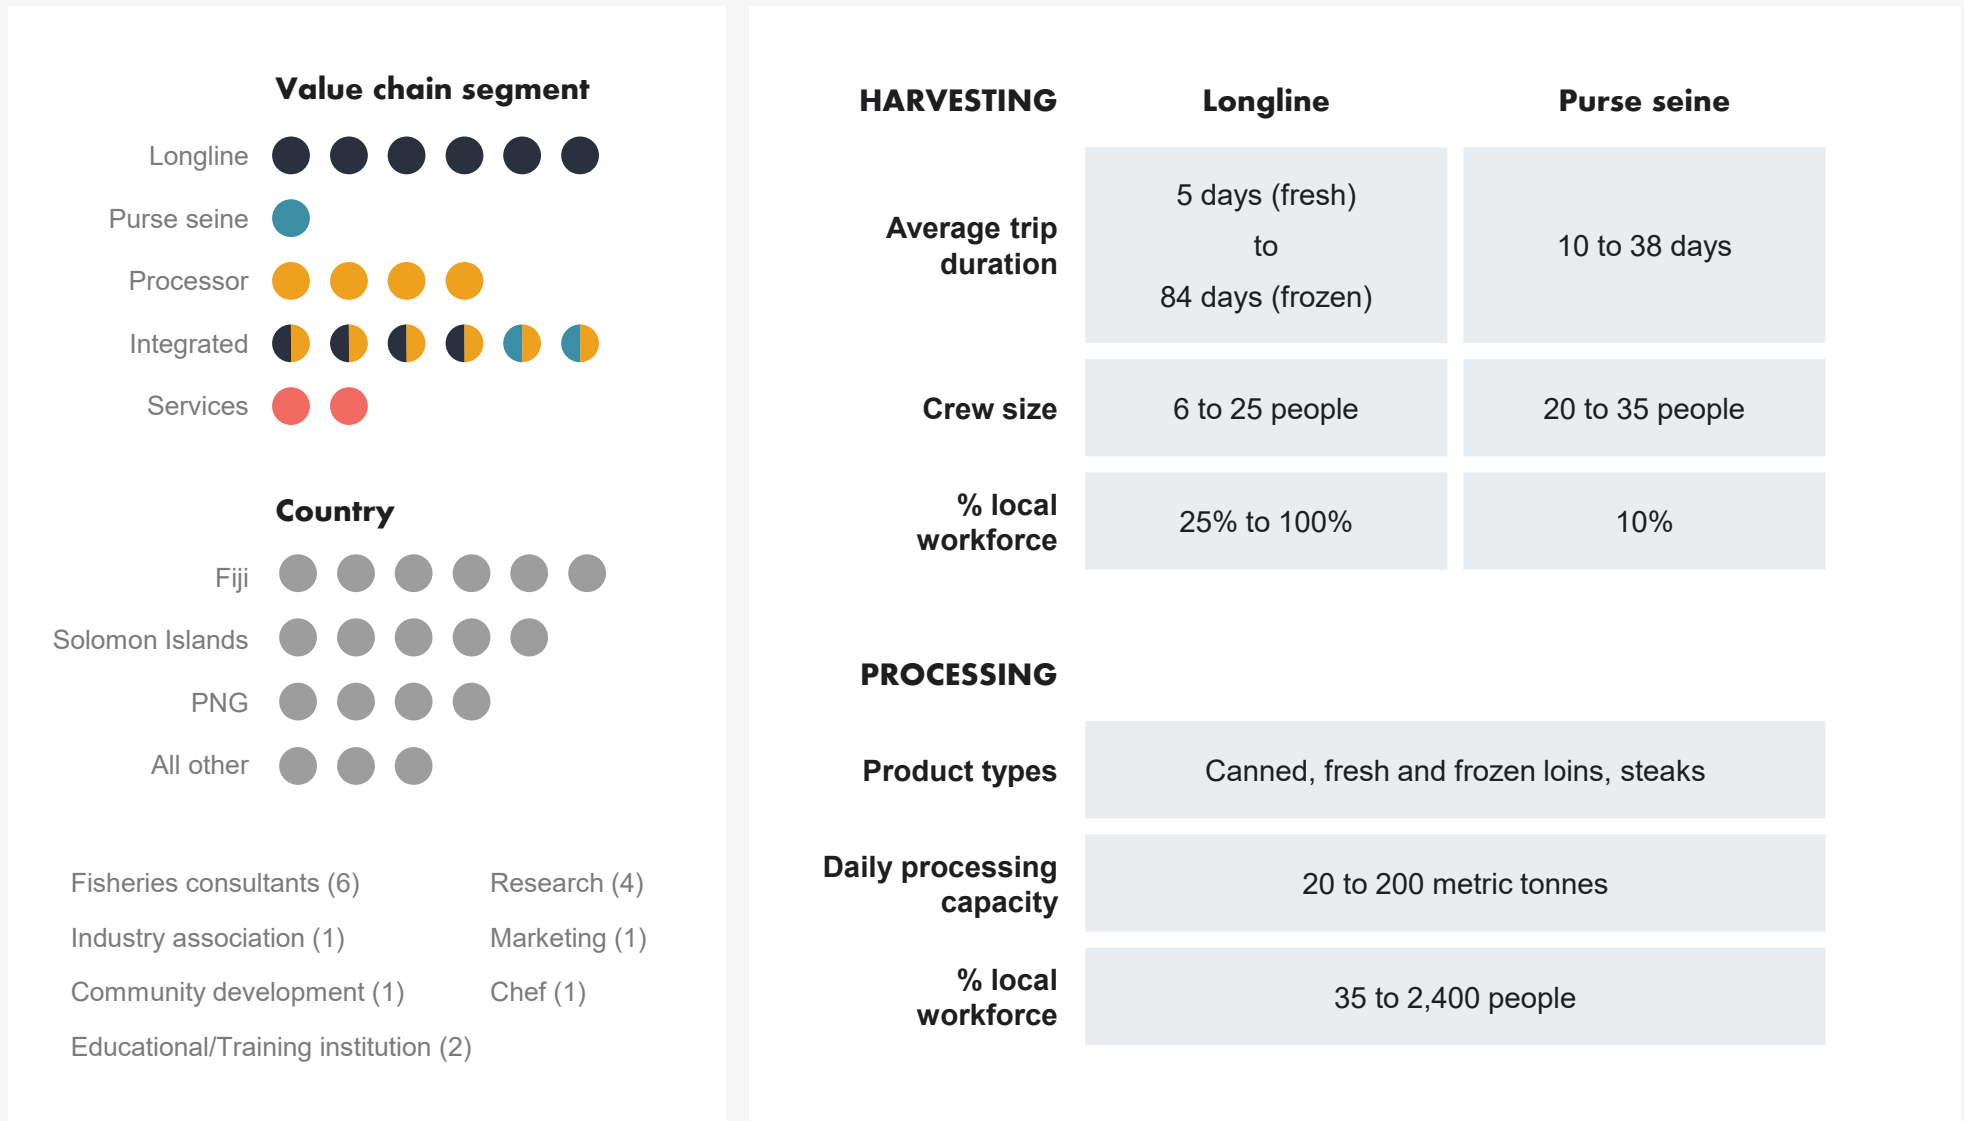 Value chain segment
Longline
Purse seine
Processor
Integrated
Services
Country
Fiji
Solomon Islands
PNG
All other
Fisheries consultants (6)
Research (4)
Industry association (1)
Marketing (1)
Community development (1)
Chef (1)
Educational/Training institution (2)
HARVESTING
Longline
Purse seine
Average trip
duration
5 days (fresh)
to
84 days (frozen)
10 to 38 days
Crew size
6 to 25 people
20 to 35 people
% local
workforce
25% to 100%
10%
PROCESSING
Product types
Canned, fresh and frozen loins, steaks
Daily processing
capacity
20 to 200 metric tonnes
% local
workforce
35 to 2,400 people